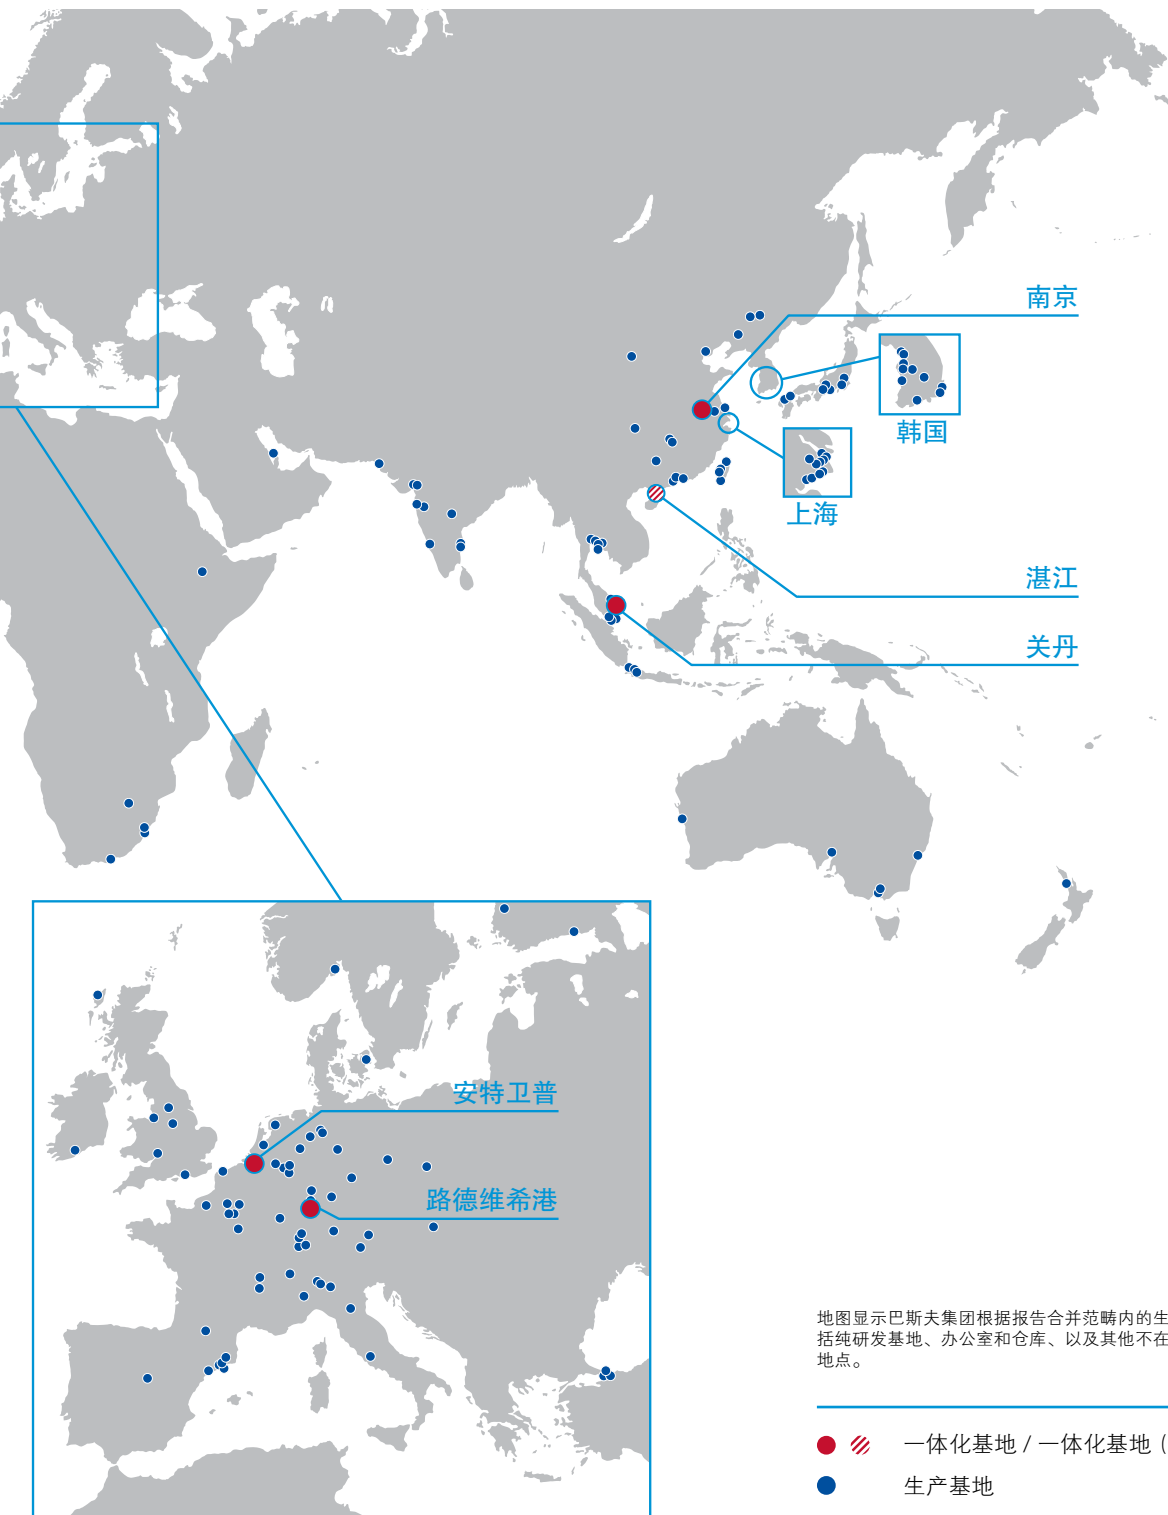 南京
韩国
上海
湛江
关丹
安特卫普
路德维希港
地图显示巴斯夫集团根据报告合并范畴内的生
括纯研发基地、办公室和仓库、以及其他不在
地点。
一体化基地 / 一体化基地 (
生产基地